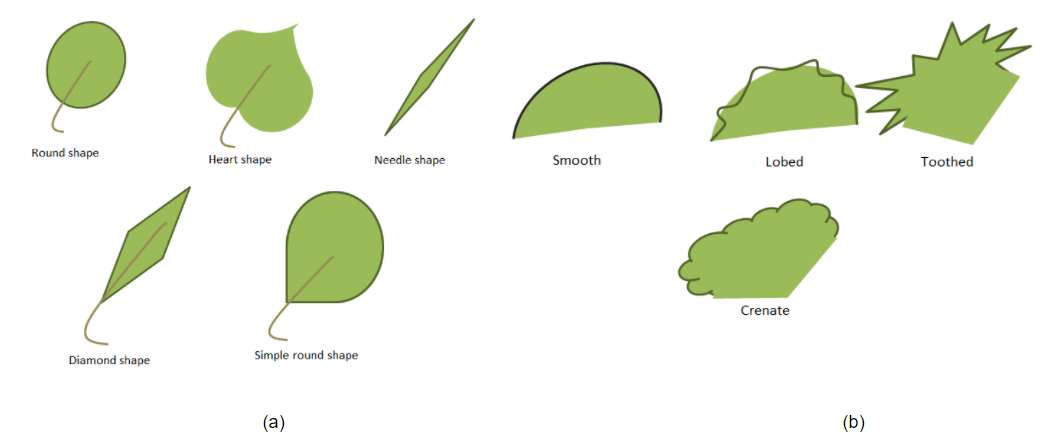 Round shape
Heart shape
Needle shape
Smooth
Lobed
Toothed
Diamond shape
Simple round shape
Crenate
(a)
(b)